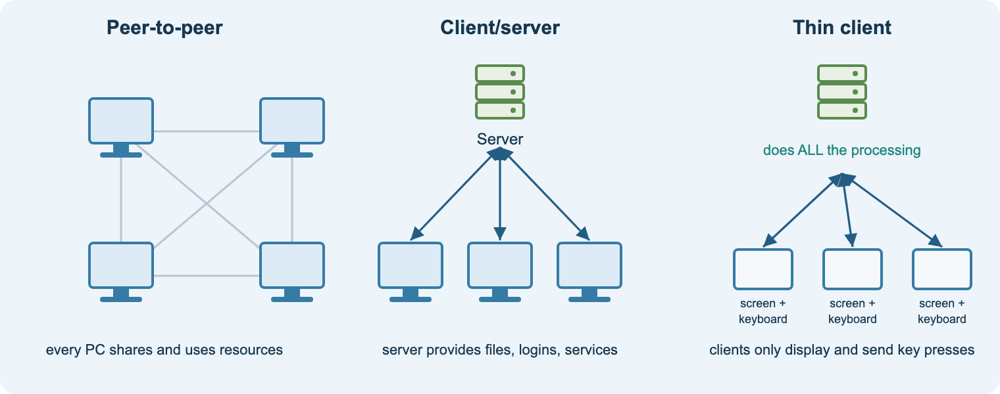 Peer-to-peer
every PC shares and uses resources
Client/server
Server
server provides files, logins, services
Thin client
does ALL the processing
screen +
keyboard
screen +
keyboard
screen +
keyboard
clients only display and send key presses